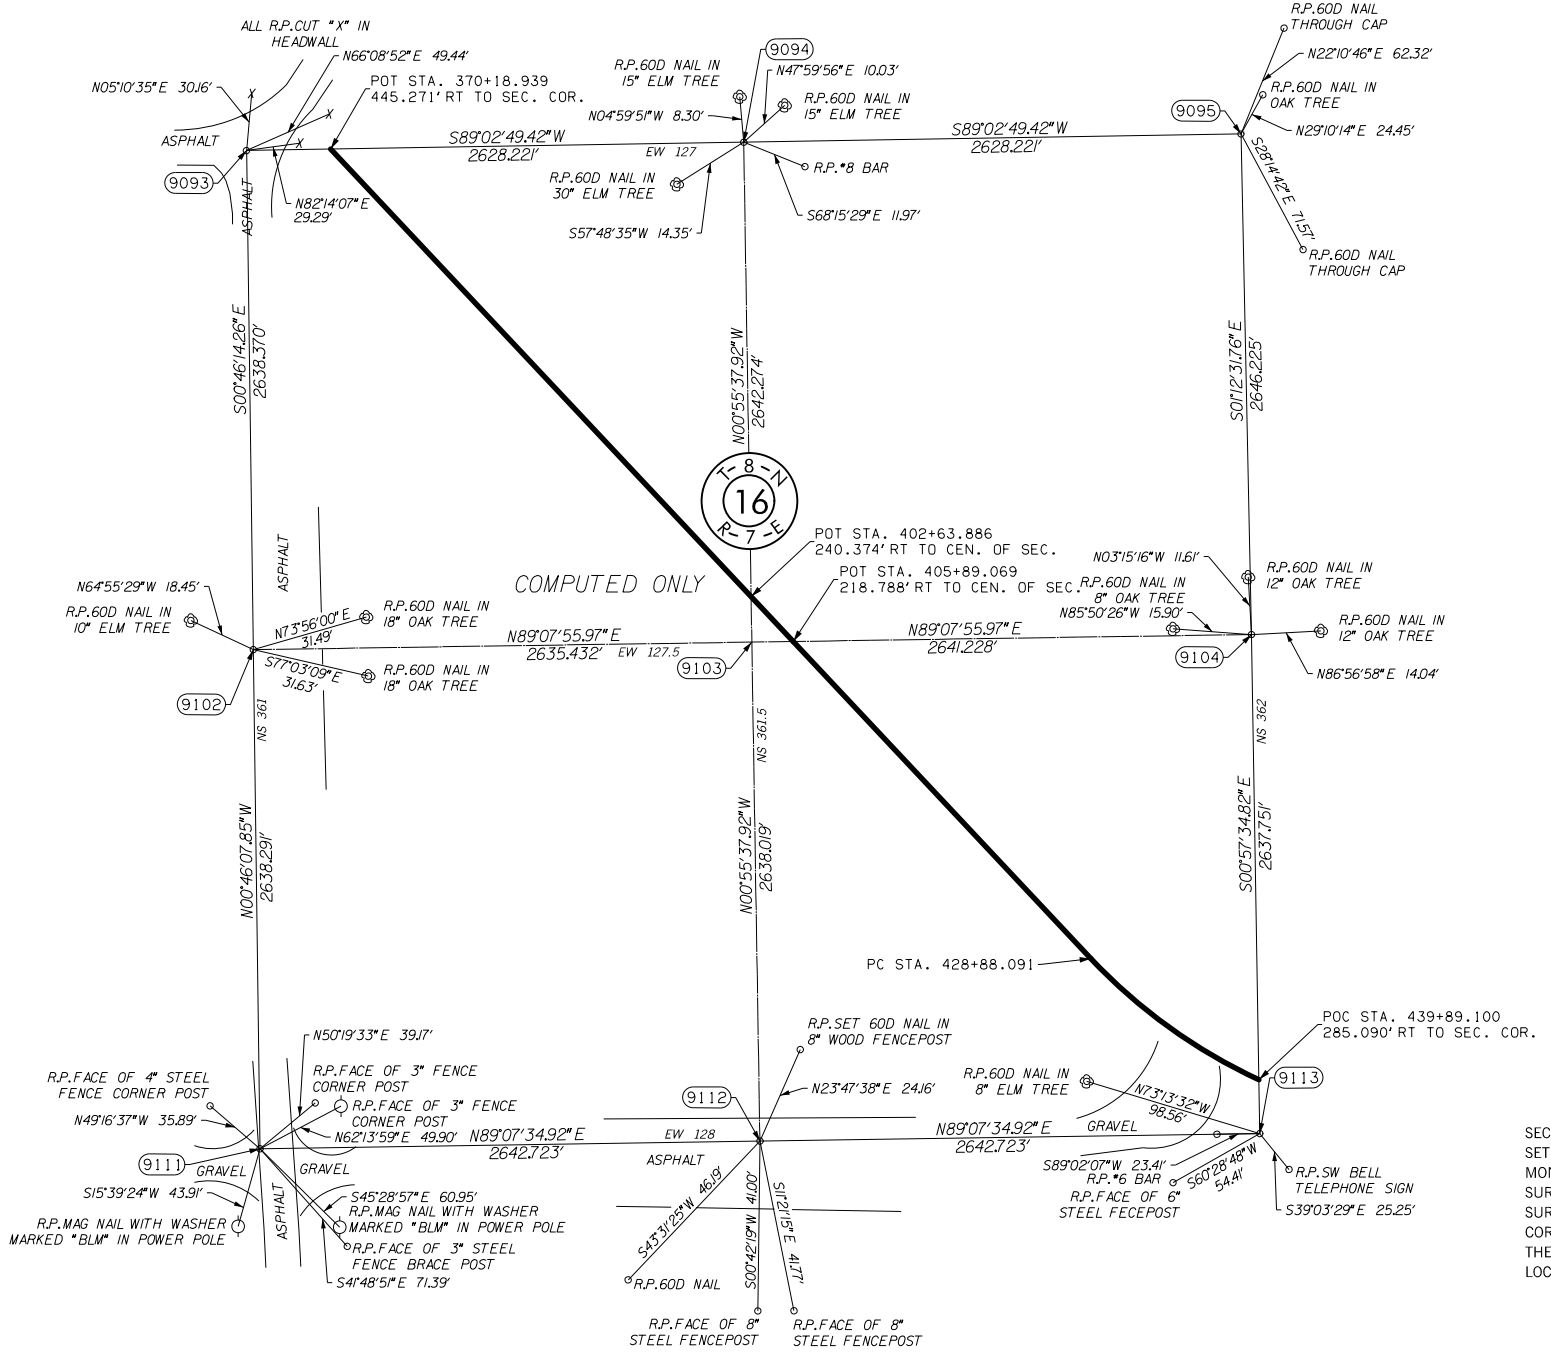 ALL R.P. CUT "X" IN
HEADWALL
N66°08'52"E 49.44'
N05°10'35"E 30.16'
POT STA. 370+18.939
445.271' RT TO SEC. COR.
ASPHALT
X
X
X
9093
ASPHALT
N82°14'07"E
29.29'
S89°02'49.42"W
2628.221'
EW 127
R.P. 60D NAIL IN
15" ELM TREE
9094
N47°59'56"E 10.03'
R.P. 60D NAIL IN
15" ELM TREE
N04°59'51"W 8.30'
R.P. 60D NAIL IN
30" ELM TREE
R.P. #8 BAR
S68°15'29"E 11.97'
S57°48'35"W 14.35'
S89°02'49.42"W
2628.221'
R.P. 60D NAIL
THROUGH CAP
N22°10'46"E 62.32'
R.P. 60D NAIL IN
OAK TREE
9095
N29°10'14"E 24.45'
S28°14'42"E 71.57'
R.P. 60D NAIL
THROUGH CAP
S00°46'14.26"E
2638.370'
N00°55'37.92"W
2642.274'
S01°12'31.76"E
2646.225'
T-8-N
16
R-7-E
POT STA. 402+63.886
240.374' RT TO CEN. OF SEC.
POT STA. 405+89.069
218.788' RT TO CEN. OF SEC.
COMPUTED ONLY
ASPHALT
N64°55'29"W 18.45'
R.P. 60D NAIL IN
10" ELM TREE
N73°56'00"E
31.49'
R.P. 60D NAIL IN
18" OAK TREE
S77°03'09"E
31.63'
R.P. 60D NAIL IN
18" OAK TREE
9102
NS 361
N89°07'55.97"E
2635.432'
EW 127.5
9103
NS 361.5
N89°07'55.97"E
2641.228'
N03°15'16"W 11.61'
R.P. 60D NAIL IN
12" OAK TREE
R.P. 60D NAIL IN
8" OAK TREE
N85°50'26"W 15.90'
R.P. 60D NAIL IN
12" OAK TREE
9104
N86°56'58"E 14.04'
NS 362
N00°46'07.85"W
2638.291'
N00°55'37.92"W
2638.019'
S00°57'34.82"E
2637.751'
PC STA. 428+88.091
POC STA. 439+89.100
285.090' RT TO SEC. COR.
N50°19'33"E 39.17'
R.P. FACE OF 4" STEEL
FENCE CORNER POST
R.P. FACE OF 3" FENCE
CORNER POST
R.P. FACE OF 3" FENCE
CORNER POST
N49°16'37"W 35.89'
N62°13'59"E 49.90'
9111
GRAVEL
GRAVEL
ASPHALT
S15°39'24"W 43.91'
R.P. MAG NAIL WITH WASHER
MARKED "BLM" IN POWER POLE
S45°28'57"E 60.95'
R.P. MAG NAIL WITH WASHER
MARKED "BLM" IN POWER POLE
R.P. FACE OF 3" STEEL
FENCE BRACE POST
S41°48'51"E 71.39'
N89°07'34.92"E
2642.723'
EW 128
ASPHALT
9112
R.P. SET 60D NAIL IN
8" WOOD FENCEPOST
N23°47'38"E 24.16'
S43°31'25"W 46.19'
R.P. 60D NAIL
S00°42'19"W 41.00'
R.P. FACE OF 8"
STEEL FENCEPOST
S11°21'15"E 41.77'
R.P. FACE OF 8"
STEEL FENCEPOST
N89°07'34.92"E
2642.723'
R.P. 60D NAIL IN
8" ELM TREE
N73°13'32"W
98.56'
GRAVEL
9113
S89°02'07"W 23.41'
R.P. #6 BAR
R.P. FACE OF 6"
STEEL FECEPOST
S60°28'48"W
54.41'
R.P. SW BELL
TELEPHONE SIGN
S39°03'29"E 25.25'
SEC
SET
MON
SUR
SUR
COR
THE
LOC